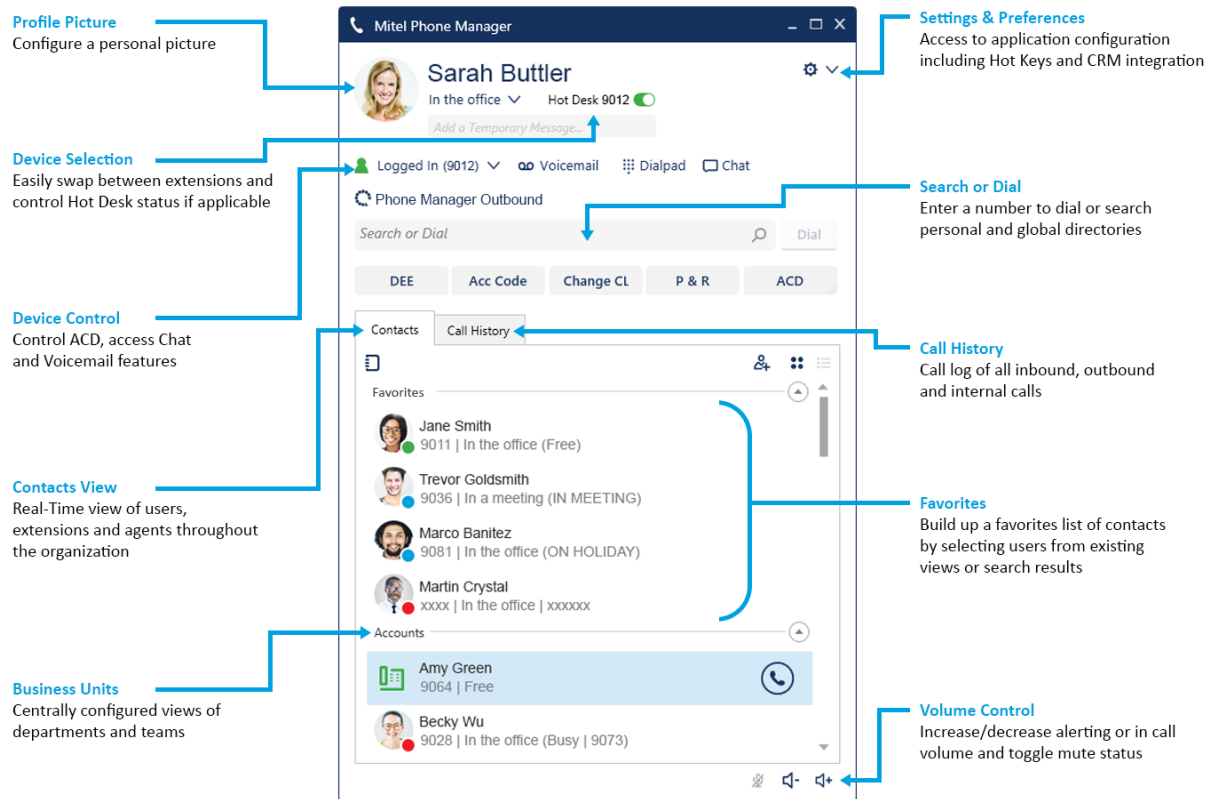 Profile Picture
Configure a personal picture
Device Selection
Easily swap between extensions and
control Hot Desk status if applicable
Device Control
Control ACD, access Chat
and Voicemail features
Contacts View
Real-Time view of users,
extensions and agents throughout
the organization
Business Units
Centrally configured views of
departments and teams
Mitel Phone Manager
Sarah Buttler
In the office Hot Desk 9012
Add a Temporary Message...
Logged In (9012) Voicemail Dialpad Chat
Phone Manager Outbound
Search or Dial Dial
DEE Acc Code Change CL P & R ACD
Contacts Call History
Favorites
Jane Smith
9011 | In the office (Free)
Trevor Goldsmith
9036 | In a meeting (IN MEETING)
Marco Banitez
9081 | In the office (ON HOLIDAY)
Martin Crystal
xxxx | In the office | xxxxxx
Accounts
Amy Green
9064 | Free
Becky Wu
9028 | In the office (Busy | 9073)
Settings & Preferences
Access to application configuration
including Hot Keys and CRM integration
Search or Dial
Enter a number to dial or search
personal and global directories
Call History
Call log of all inbound, outbound
and internal calls
Favorites
Build up a favorites list of contacts
by selecting users from existing
views or search results
Volume Control
Increase/decrease alerting or in call
volume and toggle mute status